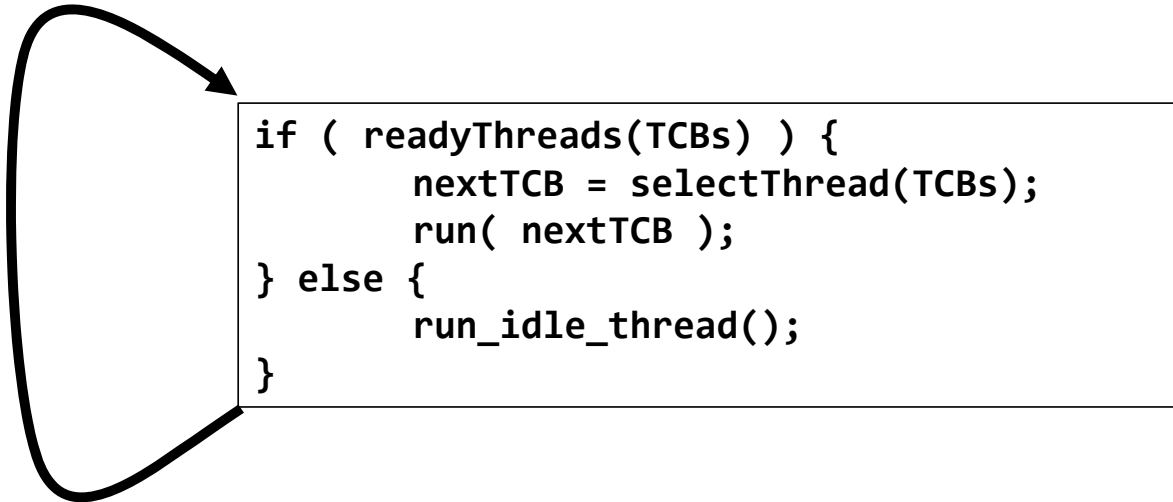 if ( readyThreads(TCBs) ) {
nextTCB = selectThread(TCBs);
run( nextTCB );
} else {
run_idle_thread();
}